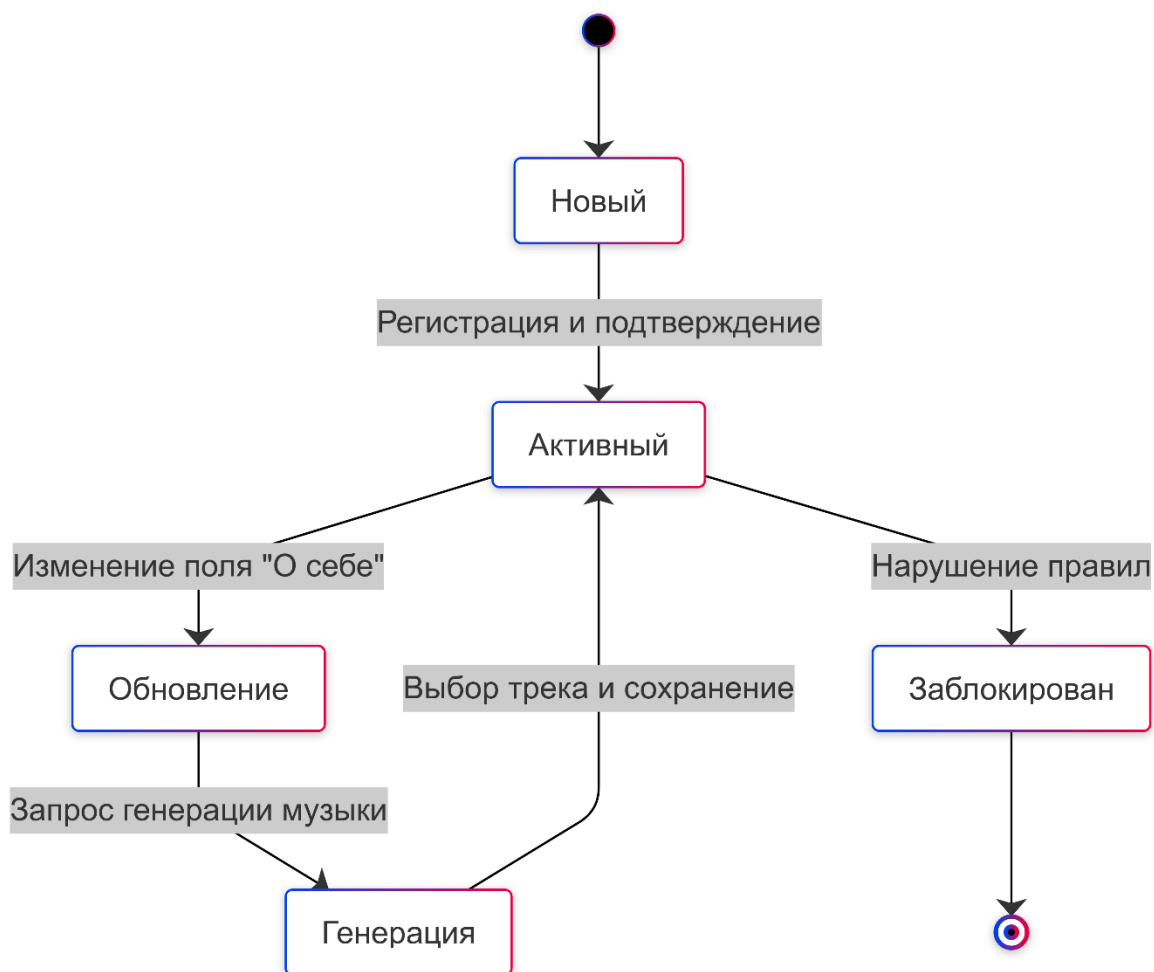 Новый
Регистрация и подтверждение
Активный
Изменение поля "О себе"
Нарушение правил
Обновление
Выбор трека и сохранение
Заблокирован
Запрос генерации музыки
Генерация